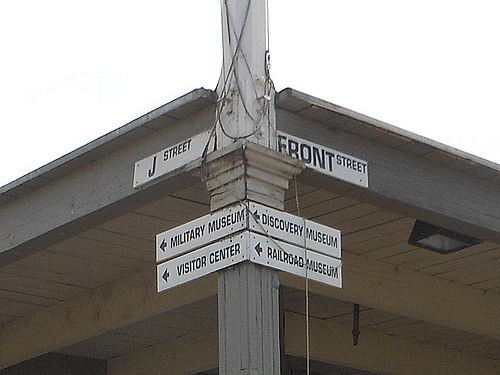 J STREET
FRONT STREET
MILITARY MUSEUM
VISITOR CENTER
DISCOVERY MUSEUM
RAILROAD MUSEUM